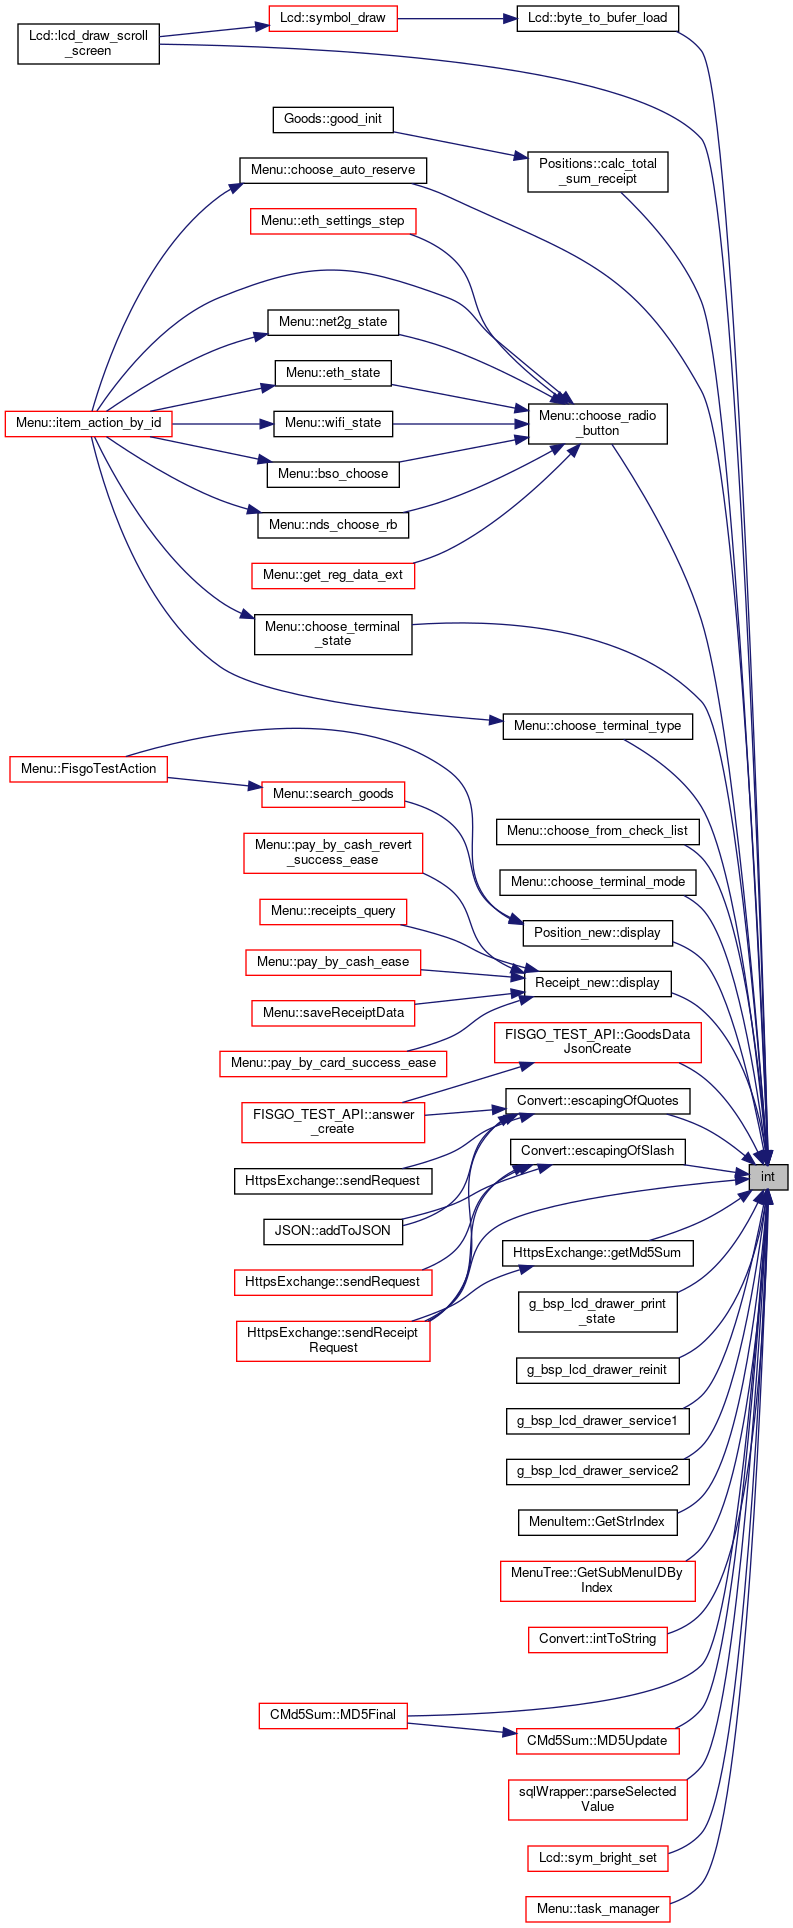 Lcd::symbol_draw
Lcd::byte_to_bufer_load
Lcd::lcd_draw_scroll
_screen
Goods::good_init
Positions::calc_total
_sum_receipt
Menu::choose_auto_reserve
Menu::eth_settings_step
Menu::net2g_state
Menu::eth_state
Menu::choose_radio
_button
Menu::item_action_by_id
Menu::wifi_state
Menu::bso_choose
Menu::nds_choose_rb
Menu::get_reg_data_ext
Menu::choose_terminal
_state
Menu::choose_terminal_type
Menu::FisgoTestAction
Menu::search_goods
Menu::choose_from_check_list
Menu::pay_by_cash_revert
_success_ease
Menu::choose_terminal_mode
Menu::receipts_query
Position_new::display
Menu::pay_by_cash_ease
Receipt_new::display
Menu::saveReceiptData
Menu::pay_by_card_success_ease
FISGO_TEST_API::GoodsData
JsonCreate
FISGO_TEST_API::answer
_create
Convert::escapingOfQuotes
HttpsExchange::sendRequest
Convert::escapingOfSlash
int
JSON::addToJSON
HttpsExchange::getMd5Sum
HttpsExchange::sendRequest
g_bsp_lcd_drawer_print
_state
HttpsExchange::sendReceipt
Request
g_bsp_lcd_drawer_reinit
g_bsp_lcd_drawer_service1
g_bsp_lcd_drawer_service2
MenuItem::GetStrIndex
MenuTree::GetSubMenuIDBy
Index
Convert::intToString
CMd5Sum::MD5Final
CMd5Sum::MD5Update
sqlWrapper::parseSelected
Value
Lcd::sym_bright_set
Menu::task_manager